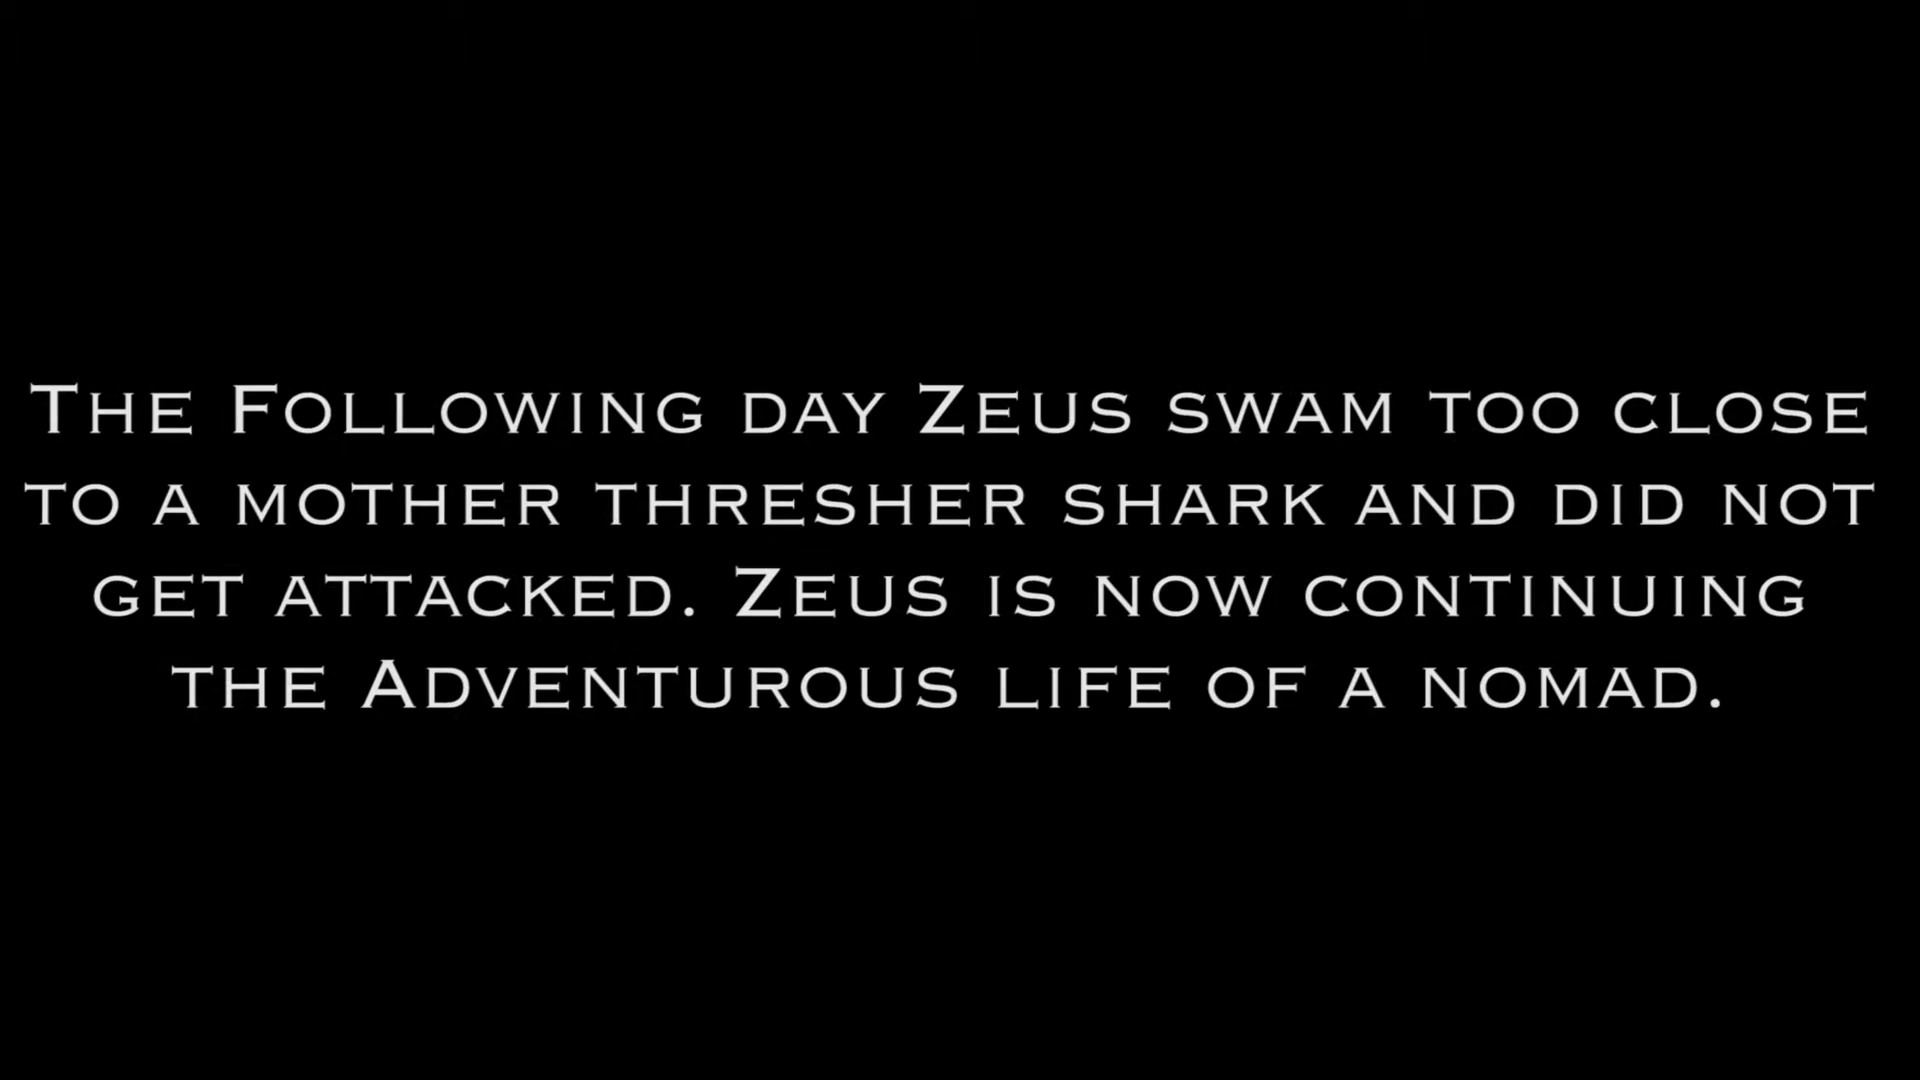 The Following day Zeus swam too close
to a mother thresher shark and did not
get attacked. Zeus is now continuing
the Adventurous life of a nomad.